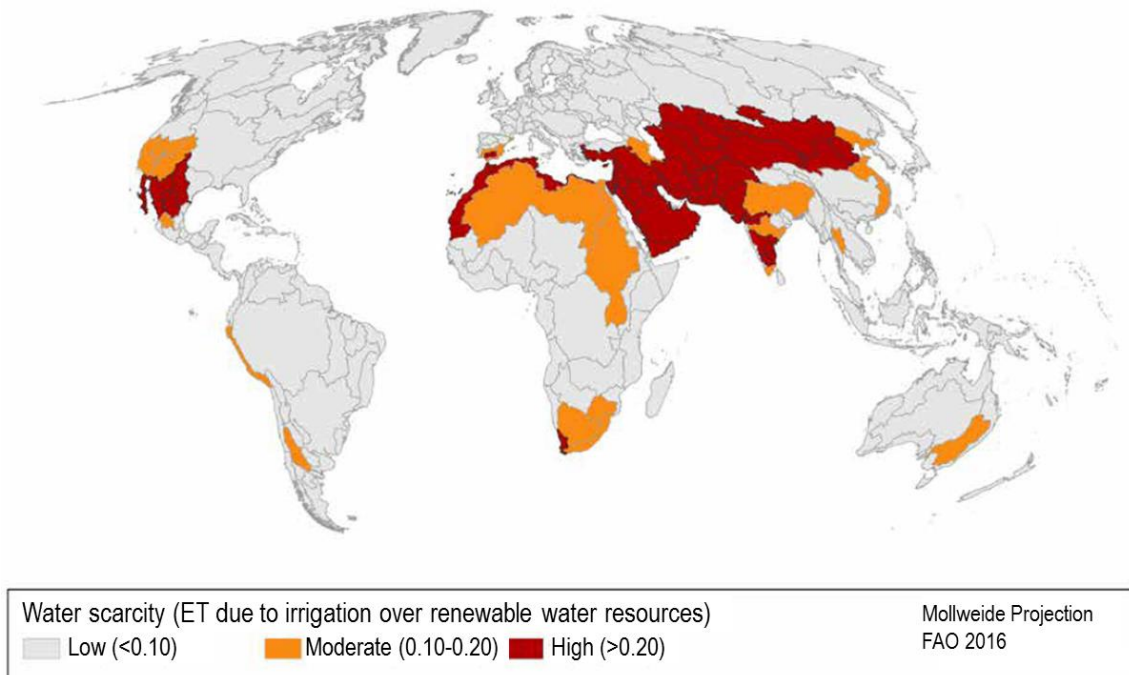 Water scarcity (ET due to irrigation over renewable water resources)
Low (<0.10) Moderate (0.10-0.20) High (>0.20)
Mollweide Projection
FAO 2016